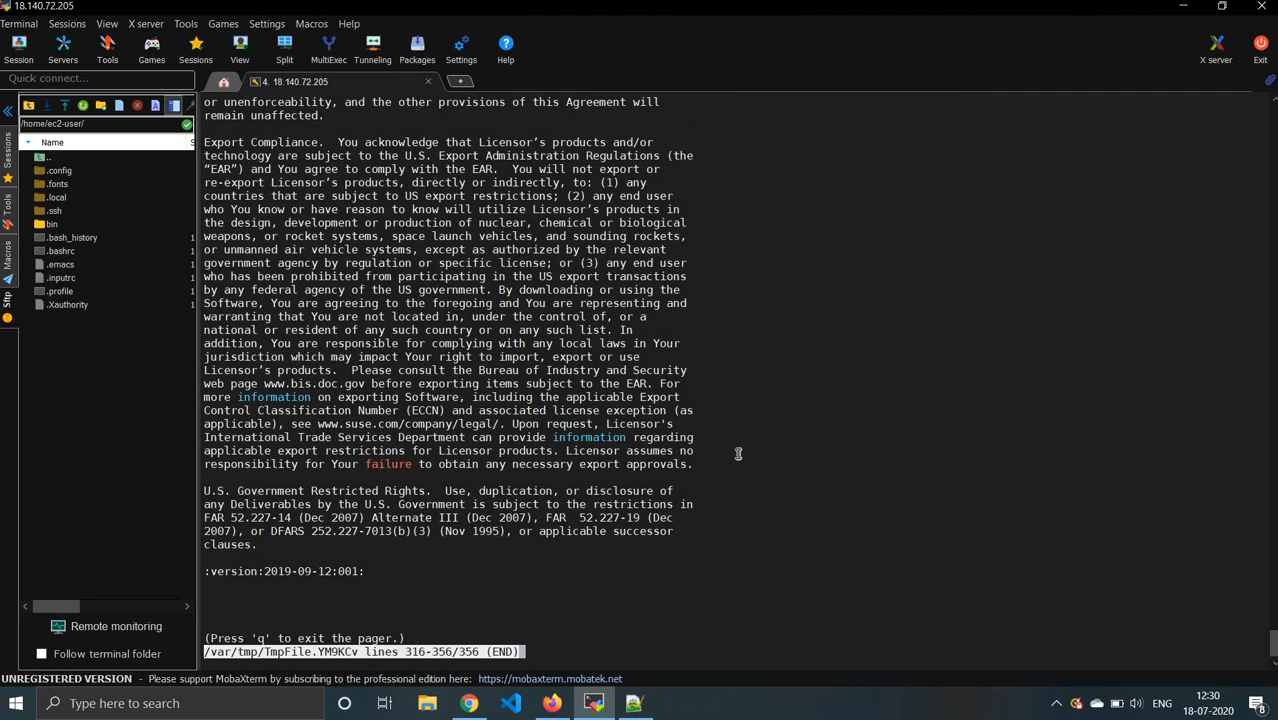 18.140.72.205
Terminal Sessions View X server Tools Games Settings Macros Help
Session Servers Tools Games Sessions View Split MultiExec Tunneling Packages Settings Help X server Exit
Quick connect...
4. 18.140.72.205
/home/ec2-user/
Name S
..
.config
.fonts
.local
.ssh
bin
.bash_history 1
.bashrc 1
.emacs 1
.inputrc 1
.profile 1
.Xauthority 1
Sessions
Tools
Macros
Sftp
Remote monitoring
Follow terminal folder
or unenforceability, and the other provisions of this Agreement will
remain unaffected.
Export Compliance.  You acknowledge that Licensor’s products and/or
technology are subject to the U.S. Export Administration Regulations (the
“EAR”) and You agree to comply with the EAR.  You will not export or
re-export Licensor’s products, directly or indirectly, to: (1) any
countries that are subject to US export restrictions; (2) any end user
who You know or have reason to know will utilize Licensor’s products in
the design, development or production of nuclear, chemical or biological
weapons, or rocket systems, space launch vehicles, and sounding rockets,
or unmanned air vehicle systems, except as authorized by the relevant
government agency by regulation or specific license; or (3) any end user
who has been prohibited from participating in the US export transactions
by any federal agency of the US government. By downloading or using the
Software, You are agreeing to the foregoing and You are representing and
warranting that You are not located in, under the control of, or a
national or resident of any such country or on any such list. In
addition, You are responsible for complying with any local laws in Your
jurisdiction which may impact Your right to import, export or use
Licensor’s products.  Please consult the Bureau of Industry and Security
web page www.bis.doc.gov before exporting items subject to the EAR. For
more information on exporting Software, including the applicable Export
Control Classification Number (ECCN) and associated license exception (as
applicable), see www.suse.com/company/legal/. Upon request, Licensor's
International Trade Services Department can provide information regarding
applicable export restrictions for Licensor products. Licensor assumes no
responsibility for Your failure to obtain any necessary export approvals.
U.S. Government Restricted Rights.  Use, duplication, or disclosure of
any Deliverables by the U.S. Government is subject to the restrictions in
FAR 52.227-14 (Dec 2007) Alternate III (Dec 2007), FAR  52.227-19 (Dec
2007), or DFARS 252.227-7013(b)(3) (Nov 1995), or applicable successor
clauses.
:version:2019-09-12:001:
(Press 'q' to exit the pager.)
/var/tmp/TmpFile.YM9KCv lines 316-356/356 (END)
UNREGISTERED VERSION - Please support MobaXterm by subscribing to the professional edition here: https://mobaxterm.mobatek.net
Type here to search
ENG
12:30
18-07-2020
8